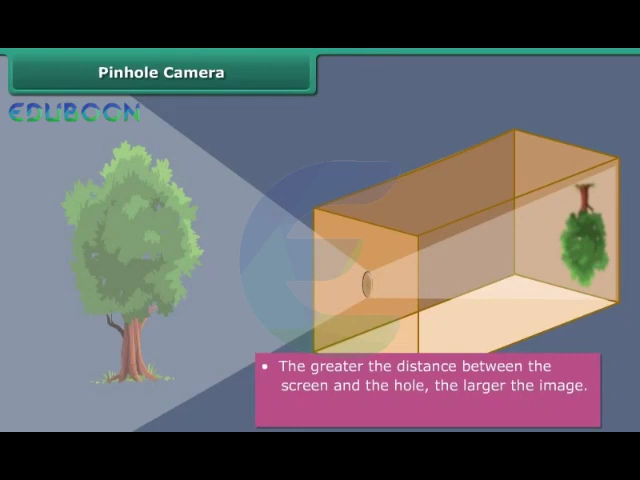 Pinhole Camera
EDUBOON
• The greater the distance between the
screen and the hole, the larger the image.